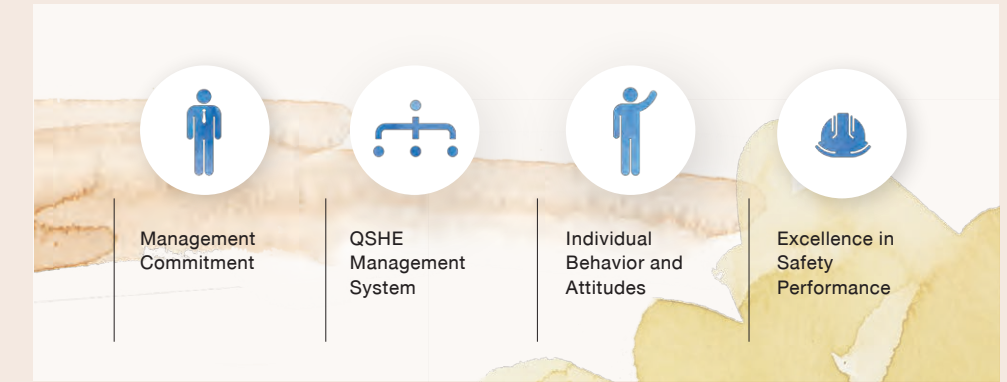 Management
Commitment
QSHE
Management
System
Individual
Behavior and
Attitudes
Excellence in
Safety
Performance